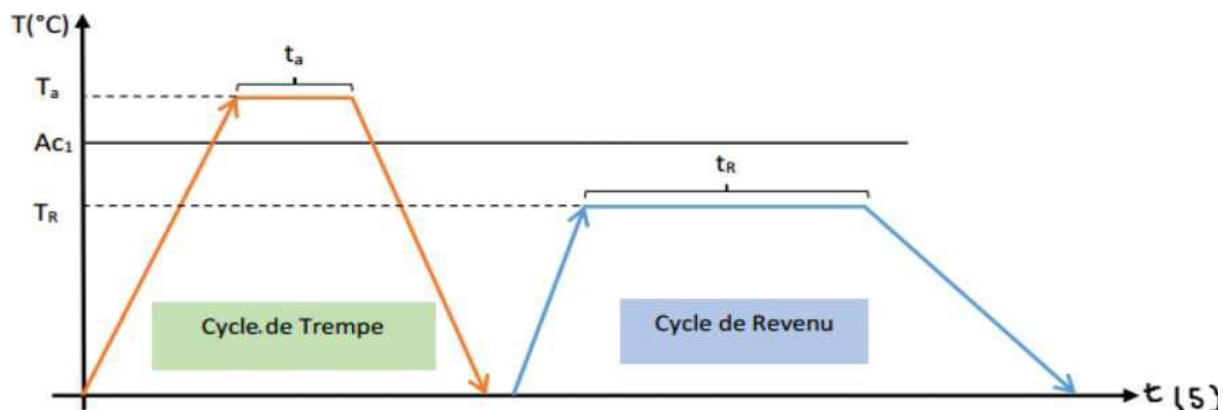 T(°C)
tₐ
Tₐ
Ac₁
t_R
T_R
Cycle de Trempe
Cycle de Revenu
t (s)